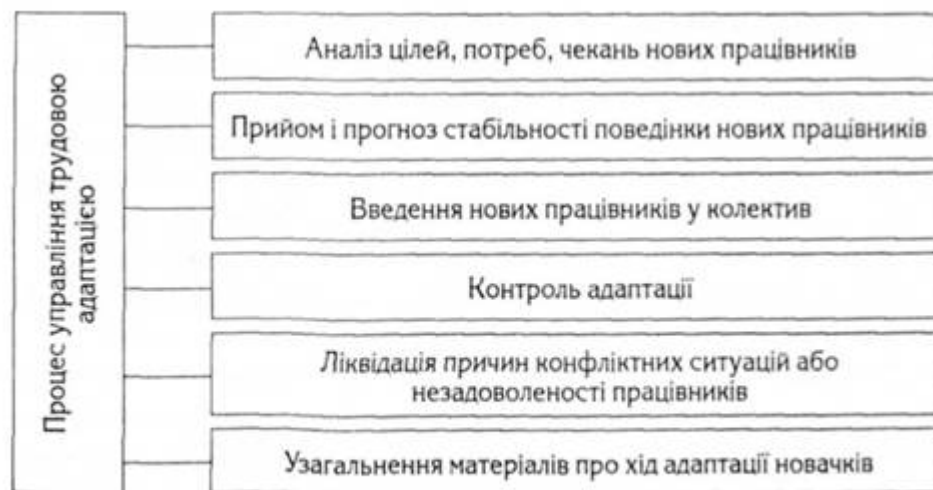 Процес управління трудовою
адаптацією
Аналіз цілей, потреб, чекань нових працівників
Прийом і прогноз стабільності поведінки нових працівників
Введення нових працівників у колектив
Контроль адаптації
Ліквідація причин конфліктних ситуацій або
незадоволеності працівників
Узагальнення матеріалів про хід адаптації новачків